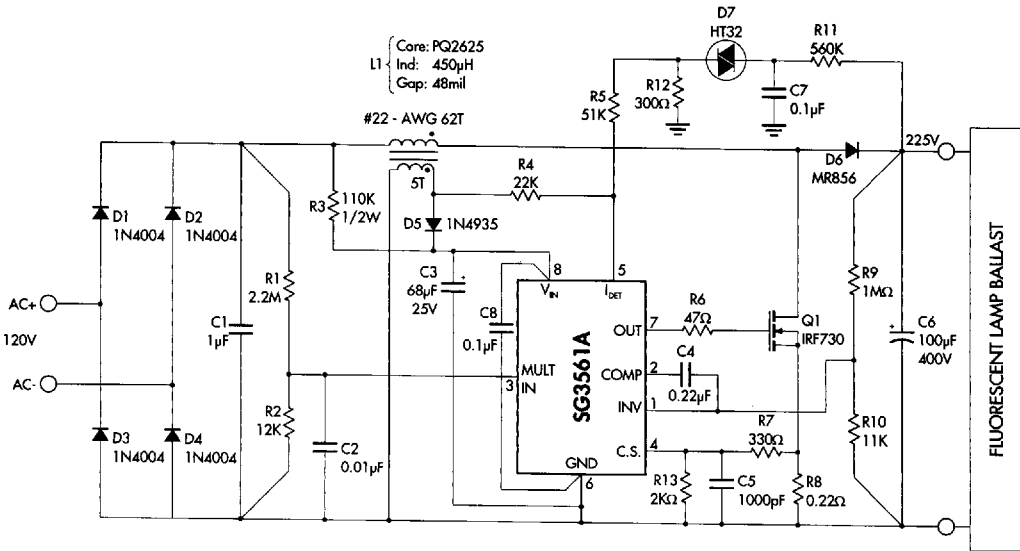 D7
HT32
R11
560K
L1
Core: PQ2625
Ind: 450µH
Gap: 48mil
R12
300Ω
C7
0.1µF
R5
51K
#22 - AWG 62T
5T
R4
22K
225V
D6
MR856
R3
110K
1/2W
D5
1N4935
D1
1N4004
D2
1N4004
R1
2.2M
C3
68µF
25V
+
8
V_IN
5
I_DET
C8
0.1µF
R9
1MΩ
AC+
120V
AC-
C1
1µF
OUT
7
R6
47Ω
Q1
IRF730
+
C6
100µF
400V
MULT
IN
3
SG3561A
COMP
2
C4
0.22µF
INV
1
R2
12K
R10
11K
D3
1N4004
D4
1N4004
C2
0.01µF
C.S.
4
R7
330Ω
GND
6
R13
2KΩ
C5
1000pF
R8
0.22Ω
FLUORESCENT LAMP BALLAST